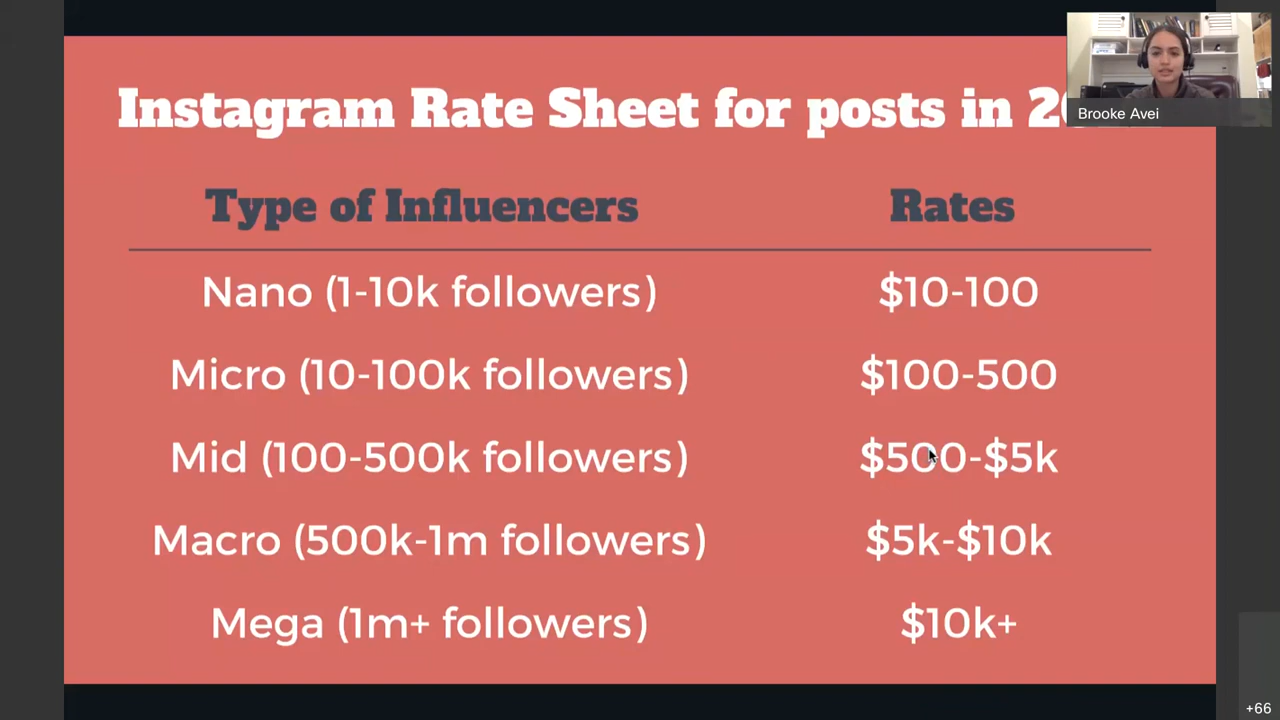 Instagram Rate Sheet for posts in
Brooke Avei
Type of Influencers Rates
Nano (1-10k followers) $10-100
Micro (10-100k followers) $100-500
Mid (100-500k followers) $500-$5k
Macro (500k-1m followers) $5k-$10k
Mega (1m+ followers) $10k+
+66